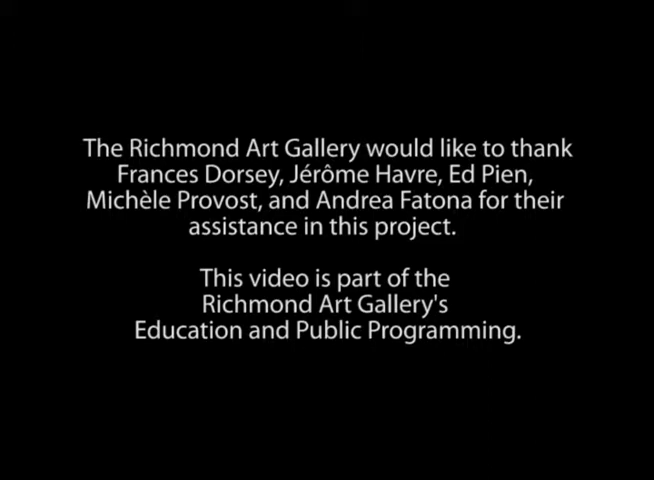 The Richmond Art Gallery would like to thank
Frances Dorsey, Jérôme Havre, Ed Pien,
Michèle Provost, and Andrea Fatona for their
assistance in this project.
This video is part of the
Richmond Art Gallery's
Education and Public Programming.